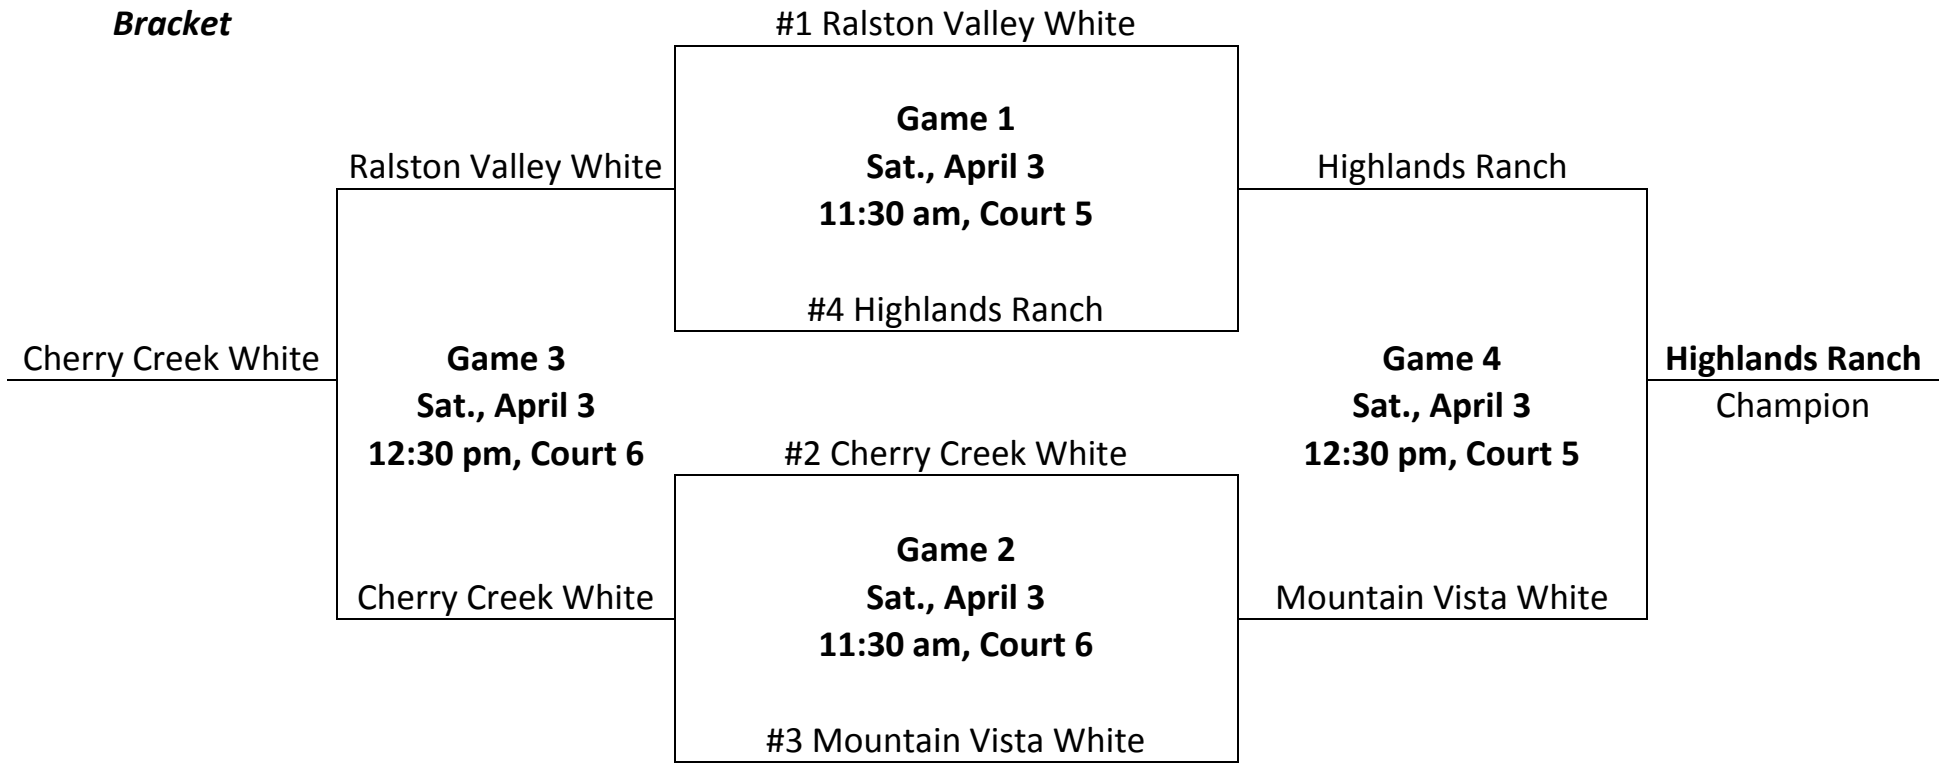 Bracket
#1 Ralston Valley White
Game 1
Sat., April 3
11:30 am, Court 5
Ralston Valley White
Highlands Ranch
#4 Highlands Ranch
Cherry Creek White
Game 3
Sat., April 3
12:30 pm, Court 6
Game 4
Sat., April 3
12:30 pm, Court 5
Highlands Ranch
Champion
#2 Cherry Creek White
Game 2
Sat., April 3
11:30 am, Court 6
Cherry Creek White
Mountain Vista White
#3 Mountain Vista White